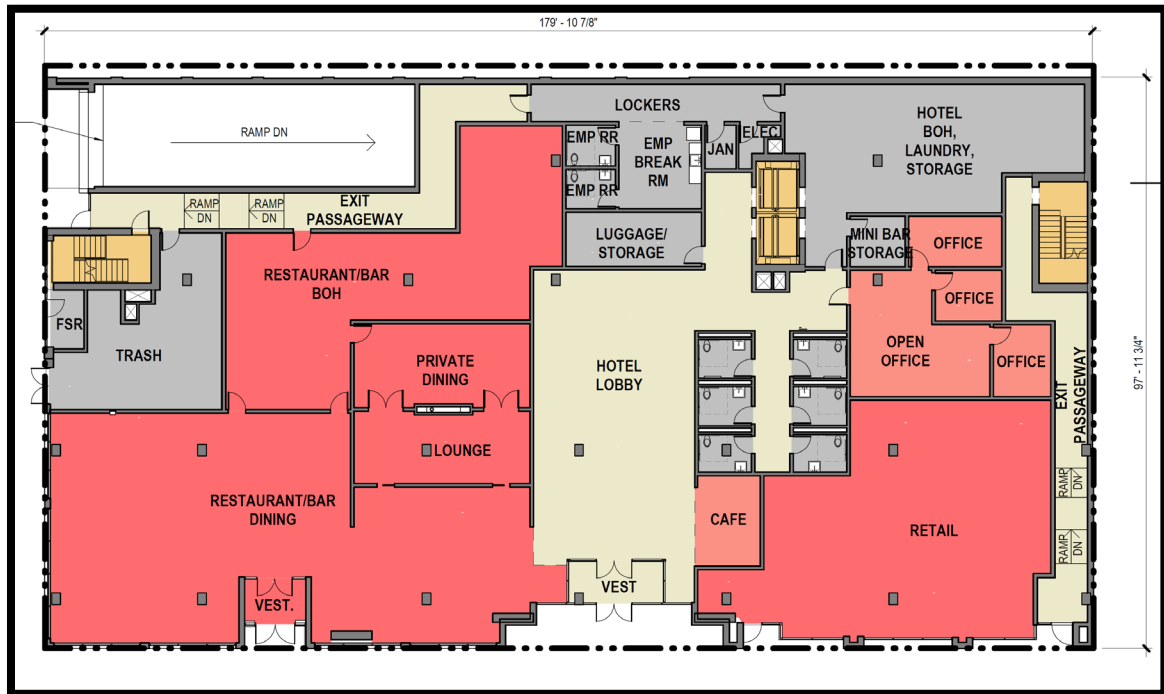 179' - 10 7/8"
LOCKERS
HOTEL
BOH,
LAUNDRY,
STORAGE
RAMP DN
EMP RR
EMP
BREAK
RM
JAN
ELEC
EMP RR
RAMP
DN
RAMP
DN
EXIT
PASSAGEWAY
LUGGAGE/
STORAGE
MINI BAR
STORAGE
OFFICE
RESTAURANT/BAR
BOH
OFFICE
FSR
TRASH
PRIVATE
DINING
HOTEL
LOBBY
OPEN
OFFICE
OFFICE
97' - 11 3/4"
EXIT
PASSAGEWAY
LOUNGE
RESTAURANT/BAR
DINING
CAFE
RETAIL
RAMP
DN
RAMP
DN
VEST.
VEST